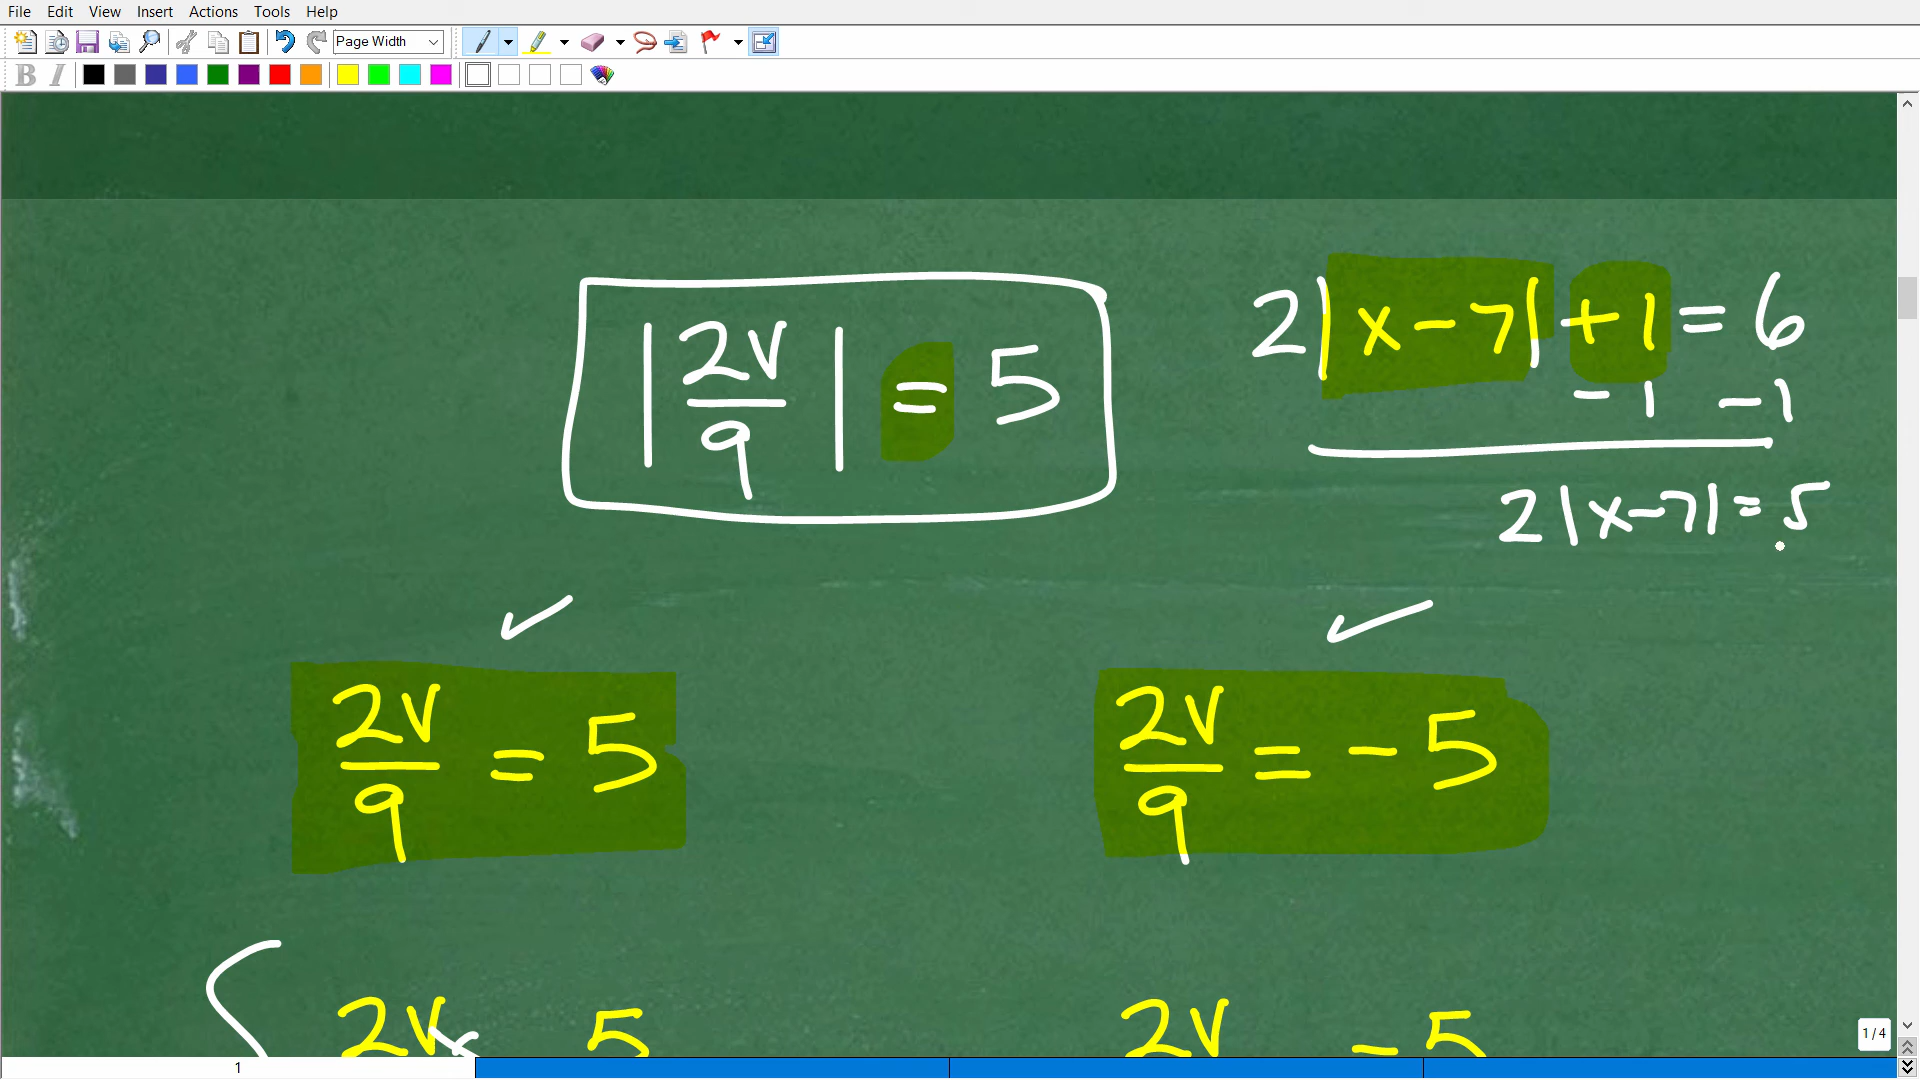 File Edit View Insert Actions Tools Help
Page Width
B I
|2v/9| = 5
2|x-7|+1=6
-1 -1
2|x-7|=5
2v/9 = 5
2v/9 = -5
2v 5
2v -5
1 / 4
1